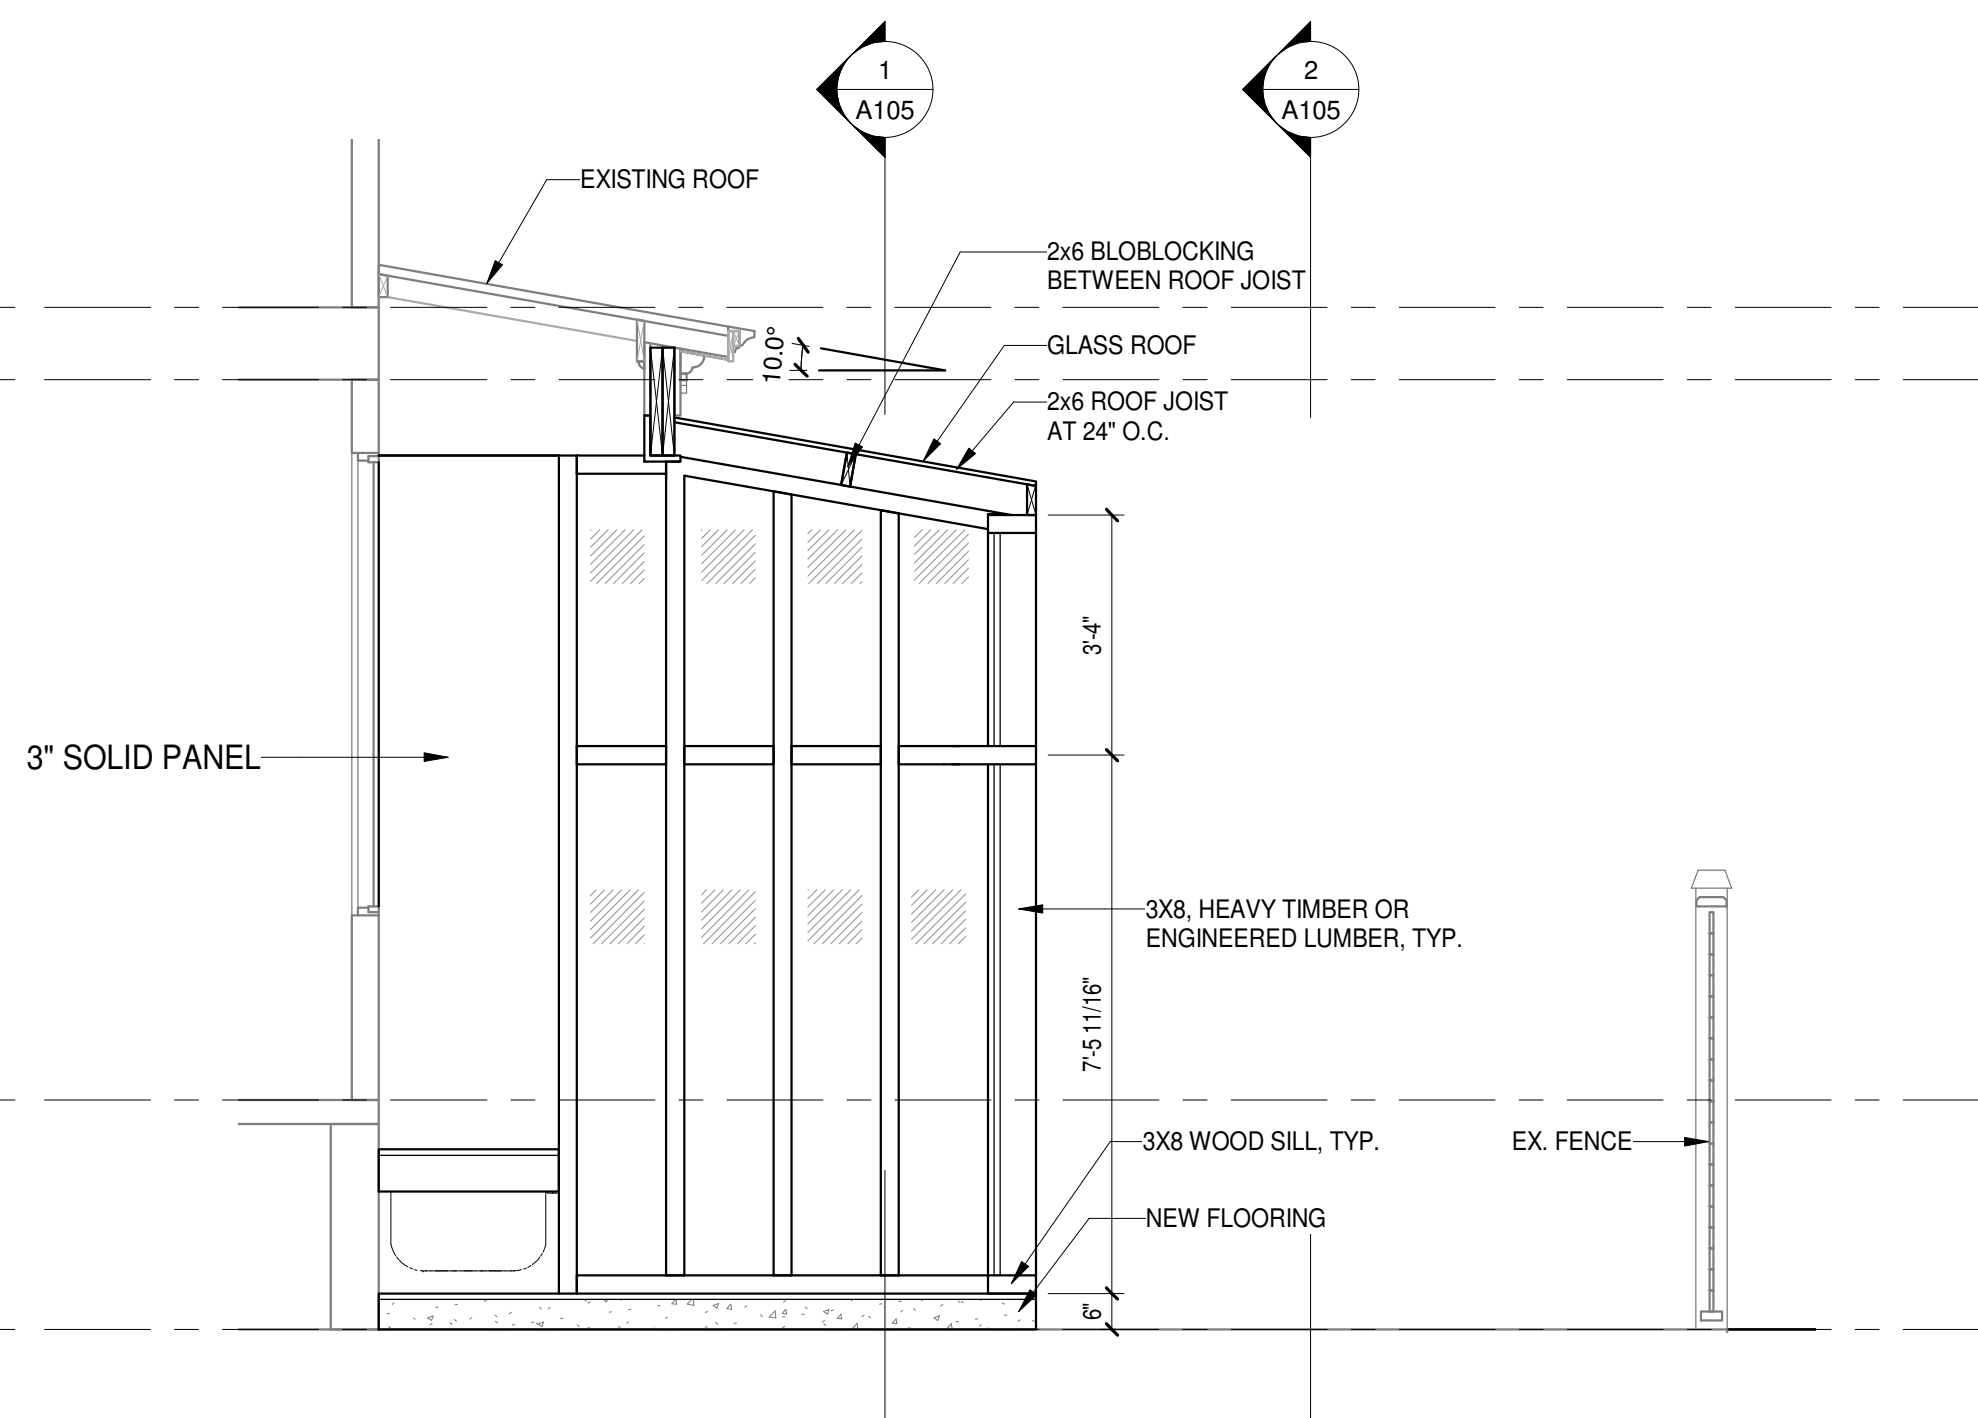 1
A105
2
A105
EXISTING ROOF
2x6 BLOBLOCKING
BETWEEN ROOF JOIST
10.0°
GLASS ROOF
2x6 ROOF JOIST
AT 24" O.C.
3'-4"
3" SOLID PANEL
3X8, HEAVY TIMBER OR
ENGINEERED LUMBER, TYP.
7'-5 11/16"
3X8 WOOD SILL, TYP.
EX. FENCE
NEW FLOORING
6"